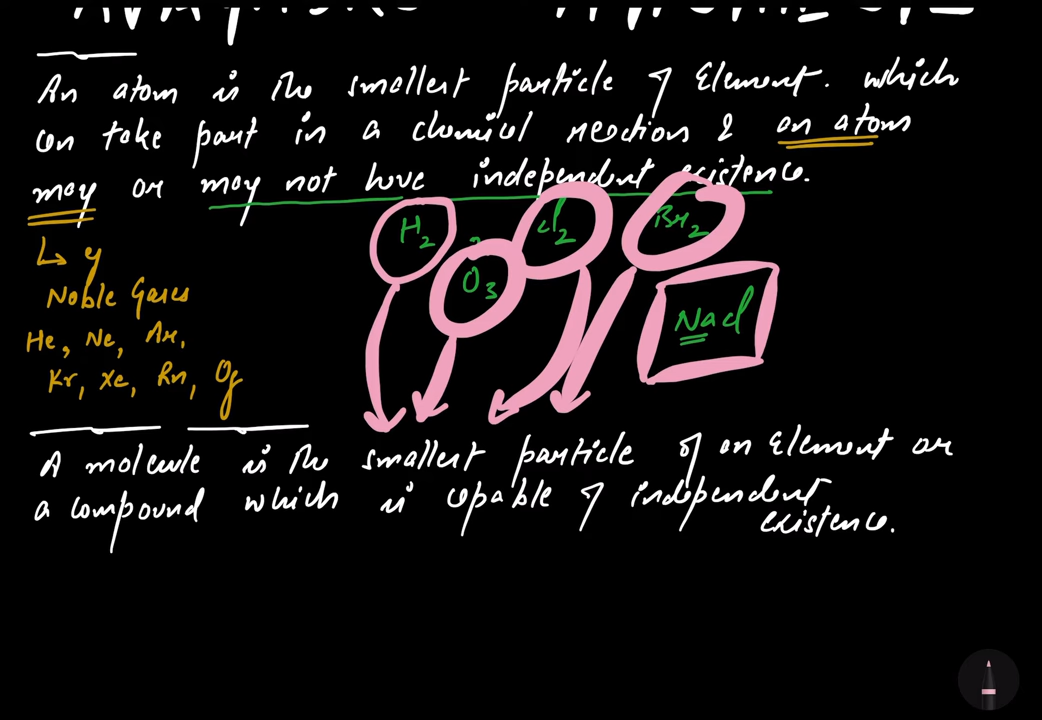 An atom is the smallest particle of Element. which
can take part in a chemical reaction & an atom
may or may not have independent existence.
H2 Cl2 Br2
↳ eg O3
Noble Gases NaCl
He, Ne, Ar,
Kr, Xe, Rn, Og
A molecule is the smallest particle of an Element or
a compound which is capable of independent
existence.